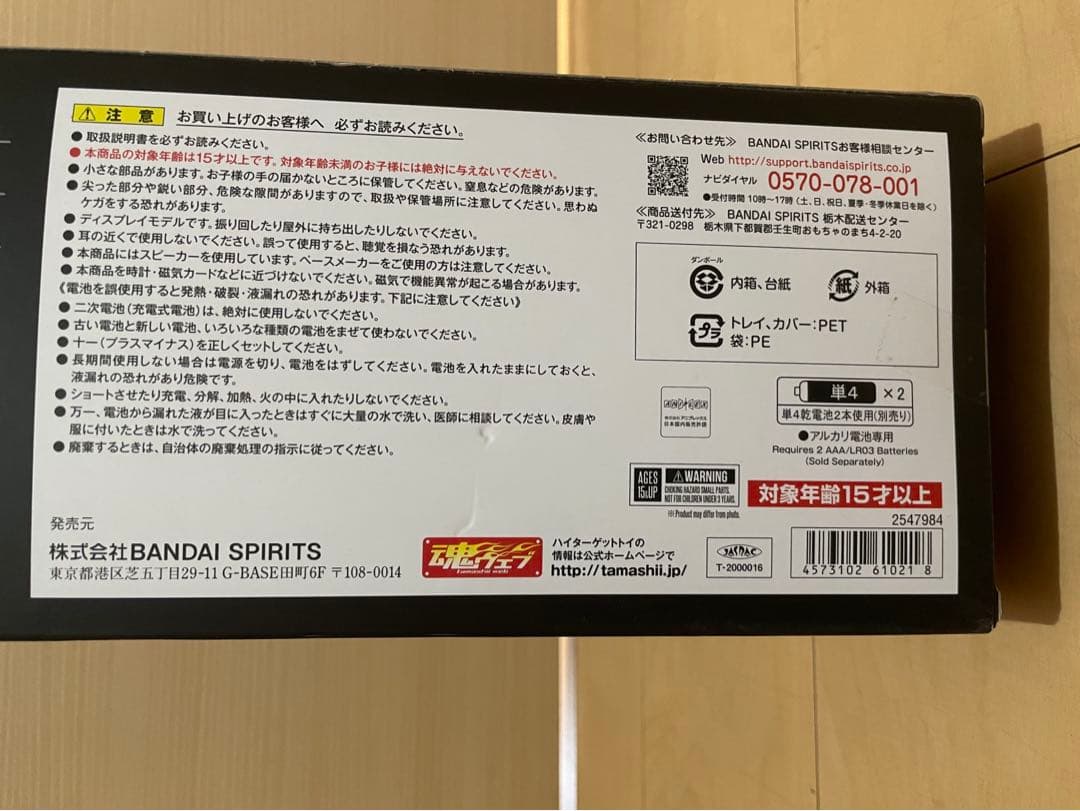 注 意 お買い上げのお客様へ 必ずお読みください。
● 取扱説明書を必ずお読みください。
● 本商品の対象年齢は15才以上です。対象年齢未満のお子様には絶対に与えないでください。
● 小さな部品があります。お子様の手の届かないところに保管してください。窒息などの危険があります。
● 尖った部分や鋭い部分、危険な隙間がありますので、取扱や保管場所に注意してください。思わぬ
ケガをする恐れがあります。
● ディスプレイモデルです。振り回したり屋外に持ち出したりしないでください。
● 耳の近くで使用しないでください。誤って使用すると、聴覚を損なう恐れがあります。
● 本商品にはスピーカーを使用しています。ペースメーカーをご使用の方は注意してください。
● 本商品を時計・磁気カードなどに近づけないでください。磁気で機能異常が起こる場合があります。
《電池を誤使用すると発熱・破裂・液漏れの恐れがあります。下記に注意してください》
● 二次電池(充電式電池)は、絶対に使用しないでください。
● 古い電池と新しい電池、いろいろな種類の電池をまぜて使わないでください。
● +-(プラスマイナス)を正しくセットしてください。
● 長期間使用しない場合は電源を切り、電池をはずしてください。電池を入れたままにしておくと、
液漏れの恐れがあり危険です。
● ショートさせたり充電、分解、加熱、火の中に入れたりしないでください。
● 万一、電池から漏れた液が目に入ったときはすぐに大量の水で洗い、医師に相談してください。皮膚や
服に付いたときは水で洗ってください。
● 廃棄するときは、自治体の廃棄処理の指示に従ってください。
発売元
株式会社BANDAI SPIRITS
東京都港区芝五丁目29-11 G-BASE田町6F 〒108-0014
≪お問い合わせ先≫ BANDAI SPIRITSお客様相談センター
Web http://support.bandaispirits.co.jp
ナビダイヤル 0570-078-001
●受付時間 10時~17時 (土、日、祝日、夏季・冬季休業日を除く)
≪商品送付先≫ BANDAI SPIRITS 栃木配送センター
〒321-0298 栃木県下都賀郡壬生町おもちゃのまち4-2-20
ダンボール
内箱、台紙
紙 外箱
プラ トレイ、カバー:PET
袋:PE
株式会社 アニプレックス
日本国内販売許諾
単4 ×2
単4乾電池2本使用(別売り)
●アルカリ電池専用
Requires 2 AAA/LR03 Batteries
(Sold Separately)
AGES
15&UP
WARNING
CHOKING HAZARD SMALL PARTS.
NOT FOR CHILDREN UNDER 3 YEARS.
※Product may differ from photo.
対象年齢15才以上
2547984
魂ウェブ
tamashii web
ハイターゲットトイの
情報は公式ホームページで
http://tamashii.jp/
JASRAC
T-2000016
4 573102 610218